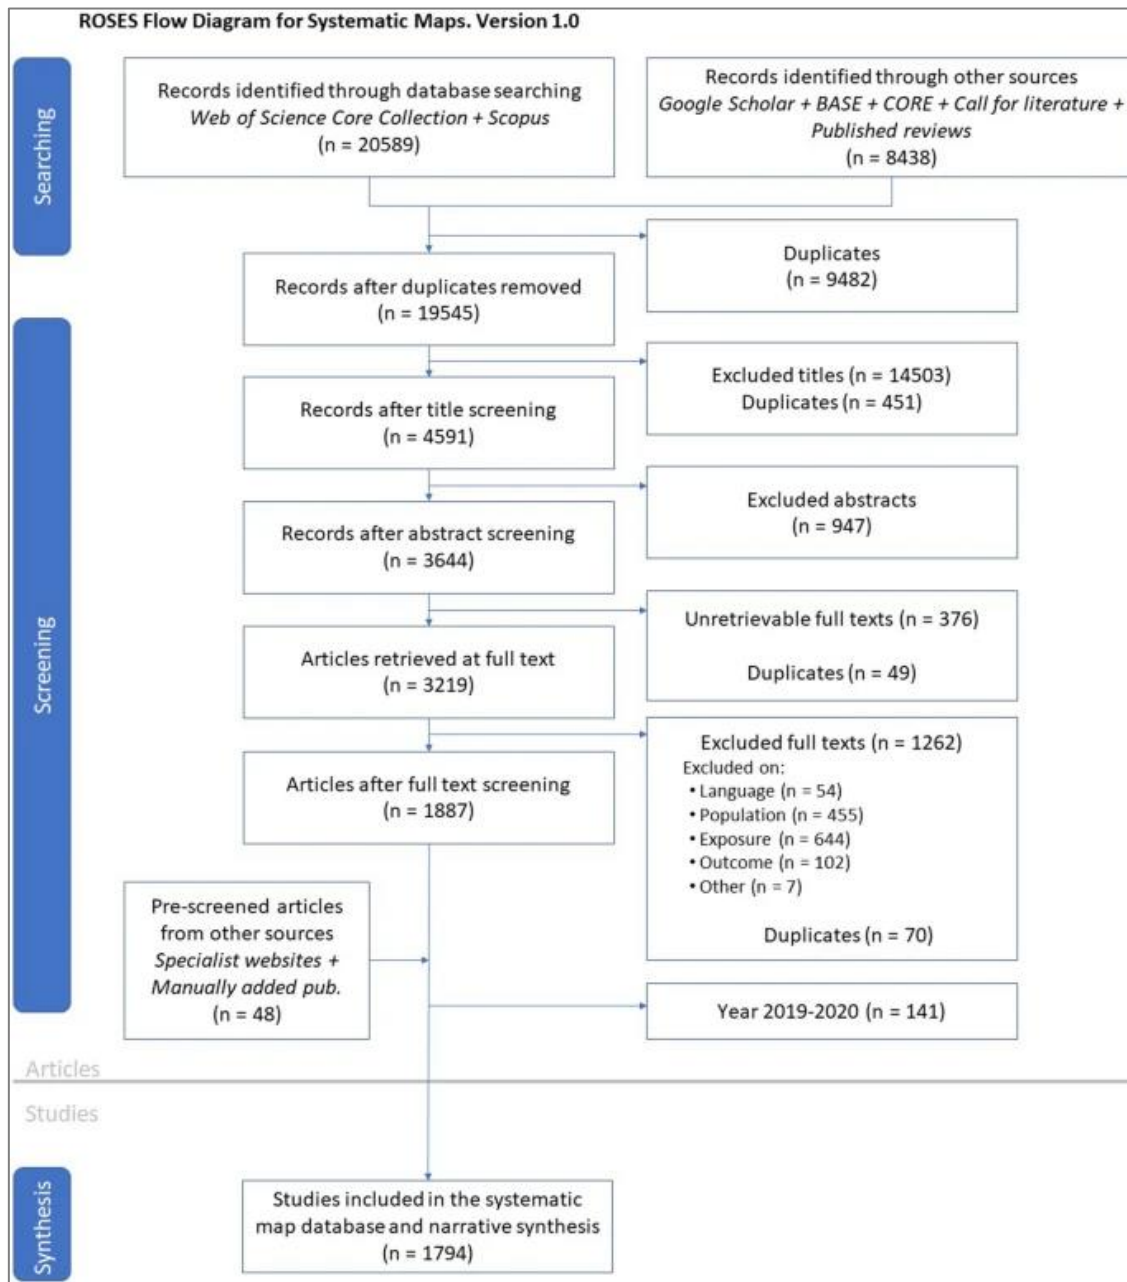 ROSES Flow Diagram for Systematic Maps. Version 1.0
Searching
Records identified through database searching
Web of Science Core Collection + Scopus
(n = 20589)
Records identified through other sources
Google Scholar + BASE + CORE + Call for literature +
Published reviews
(n = 8438)
Duplicates
(n = 9482)
Records after duplicates removed
(n = 19545)
Screening
Excluded titles (n = 14503)
Duplicates (n = 451)
Records after title screening
(n = 4591)
Excluded abstracts
(n = 947)
Records after abstract screening
(n = 3644)
Unretrievable full texts (n = 376)
Duplicates (n = 49)
Articles retrieved at full text
(n = 3219)
Excluded full texts (n = 1262)
Excluded on:
• Language (n = 54)
• Population (n = 455)
• Exposure (n = 644)
• Outcome (n = 102)
• Other (n = 7)
Duplicates (n = 70)
Articles after full text screening
(n = 1887)
Pre-screened articles
from other sources
Specialist websites +
Manually added pub.
(n = 48)
Year 2019-2020 (n = 141)
Articles
Studies
Synthesis
Studies included in the systematic
map database and narrative synthesis
(n = 1794)